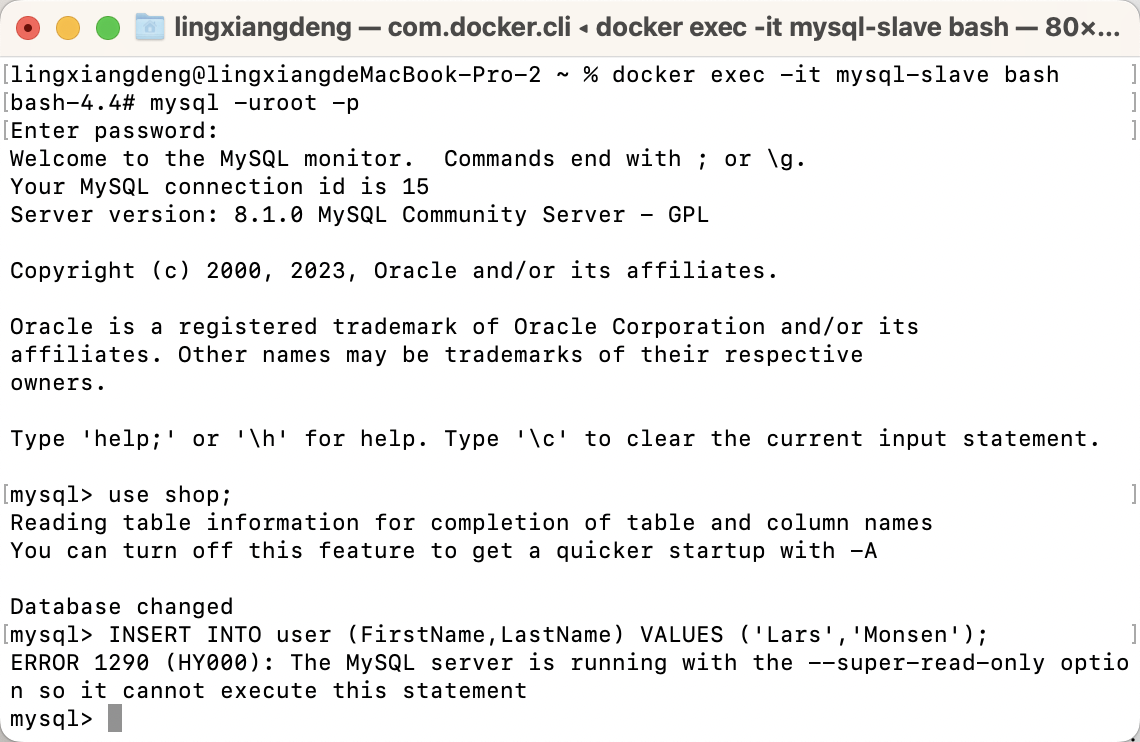 lingxiangdeng — com.docker.cli ◂ docker exec -it mysql-slave bash — 80×...
[lingxiangdeng@lingxiangdeMacBook-Pro-2 ~ % docker exec -it mysql-slave bash ]
[bash-4.4# mysql -uroot -p ]
[Enter password: ]
Welcome to the MySQL monitor.  Commands end with ; or \g.
Your MySQL connection id is 15
Server version: 8.1.0 MySQL Community Server - GPL
Copyright (c) 2000, 2023, Oracle and/or its affiliates.
Oracle is a registered trademark of Oracle Corporation and/or its
affiliates. Other names may be trademarks of their respective
owners.
Type 'help;' or '\h' for help. Type '\c' to clear the current input statement.
[mysql> use shop; ]
Reading table information for completion of table and column names
You can turn off this feature to get a quicker startup with -A
Database changed
[mysql> INSERT INTO user (FirstName,LastName) VALUES ('Lars','Monsen'); ]
ERROR 1290 (HY000): The MySQL server is running with the --super-read-only optio
n so it cannot execute this statement
mysql>